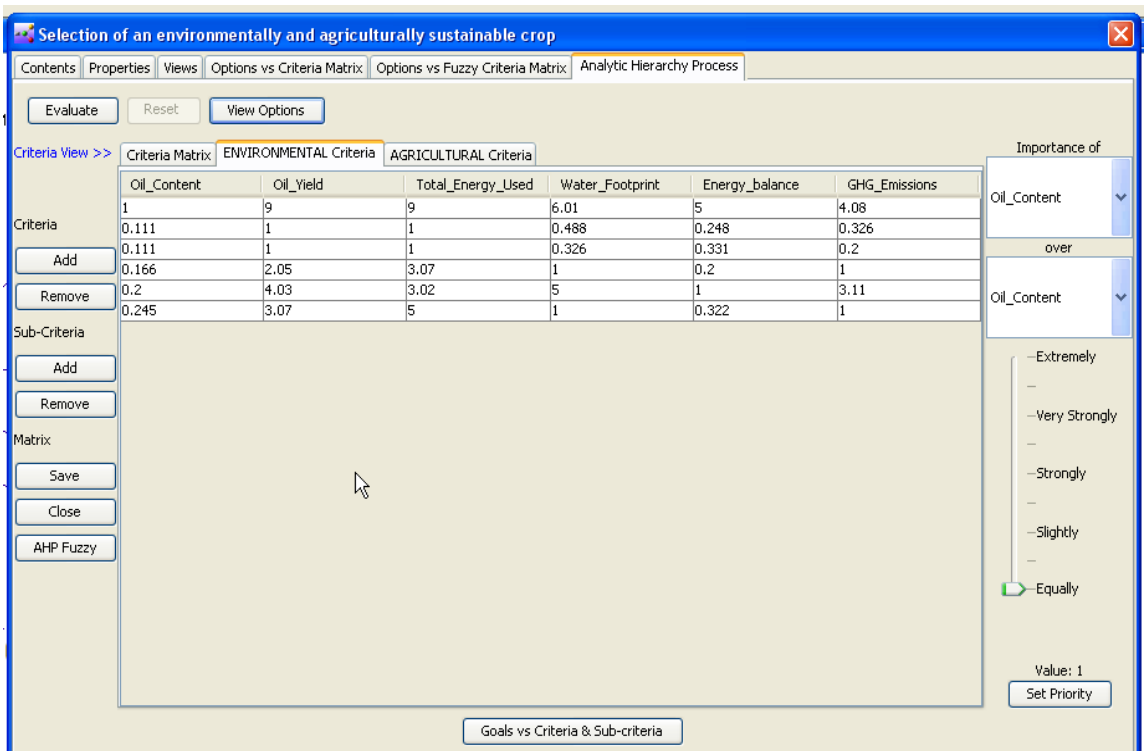 Selection of an environmentally and agriculturally sustainable crop
Contents Properties Views Options vs Criteria Matrix Options vs Fuzzy Criteria Matrix Analytic Hierarchy Process
Evaluate Reset View Options
Criteria View >> Criteria Matrix ENVIRONMENTAL Criteria AGRICULTURAL Criteria
Oil_Content Oil_Yield Total_Energy_Used Water_Footprint Energy_balance GHG_Emissions
1 9 9 6.01 5 4.08
0.111 1 1 0.488 0.248 0.326
0.111 1 1 0.326 0.331 0.2
0.166 2.05 3.07 1 0.2 1
0.2 4.03 3.02 5 1 3.11
0.245 3.07 5 1 0.322 1
Criteria
Add
Remove
Sub-Criteria
Add
Remove
Matrix
Save
Close
AHP Fuzzy
Importance of
Oil_Content
over
Oil_Content
Extremely
Very Strongly
Strongly
Slightly
Equally
Value: 1
Set Priority
Goals vs Criteria & Sub-criteria